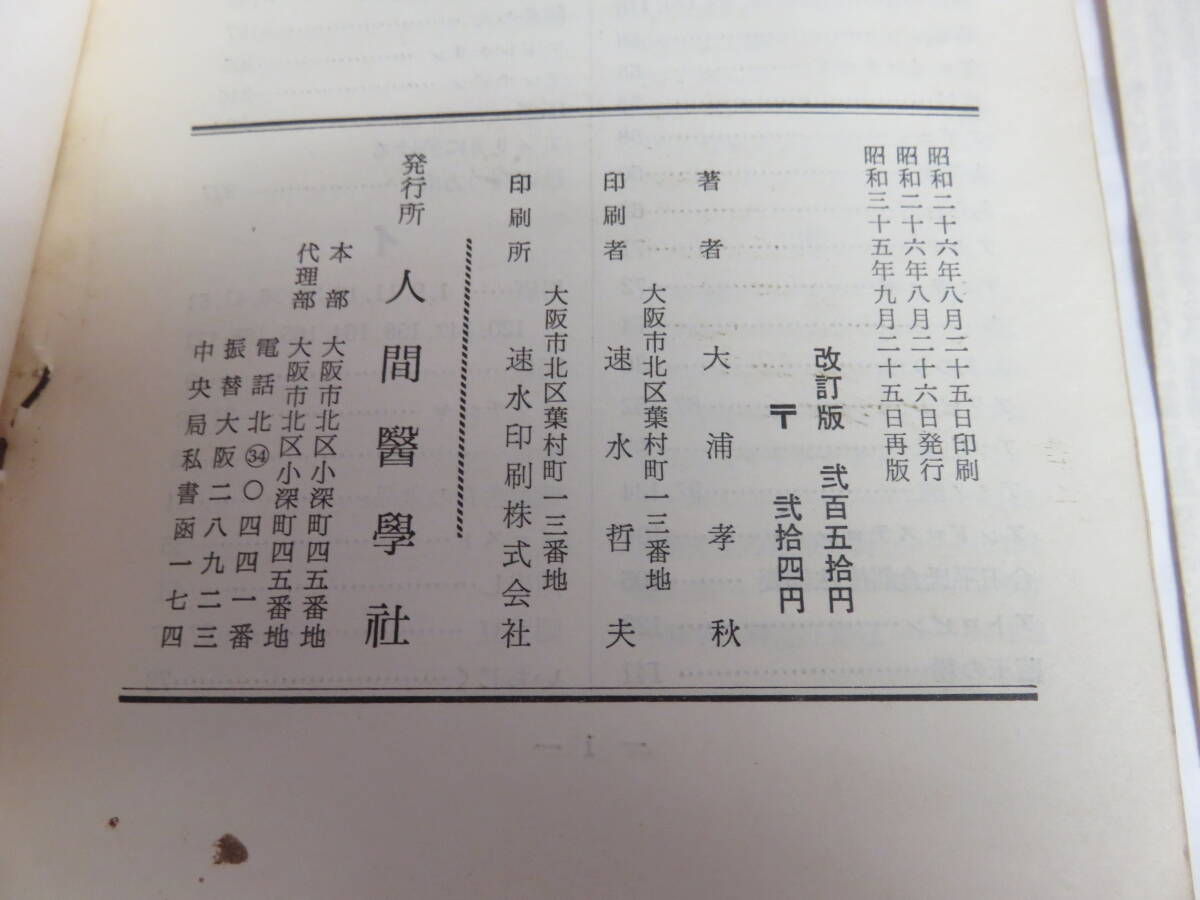 昭和二十六年八月二十五日印刷
昭和二十六年八月二十六日発行
昭和三十五年九月二十五日再版
改訂版 弐百五拾円
〒 弐拾四円
著者 大浦孝秋
大阪市北区葉村町一三番地
印刷者 速水哲夫
大阪市北区葉村町一三番地
印刷所 速水印刷株式会社
発行所 人間醫學社
本部 大阪市北区小深町四五番地
代理部 大阪市北区小深町四五番地
電話北㉞〇四四一番
振替大阪二八九二三
中央局私書函一七四